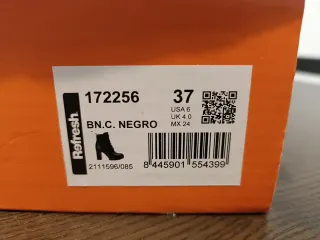 Refresh.
172256
37
USA 6
UK 4.0
MX 24
BN.C. NEGRO
2111596/085
8 445901 554399